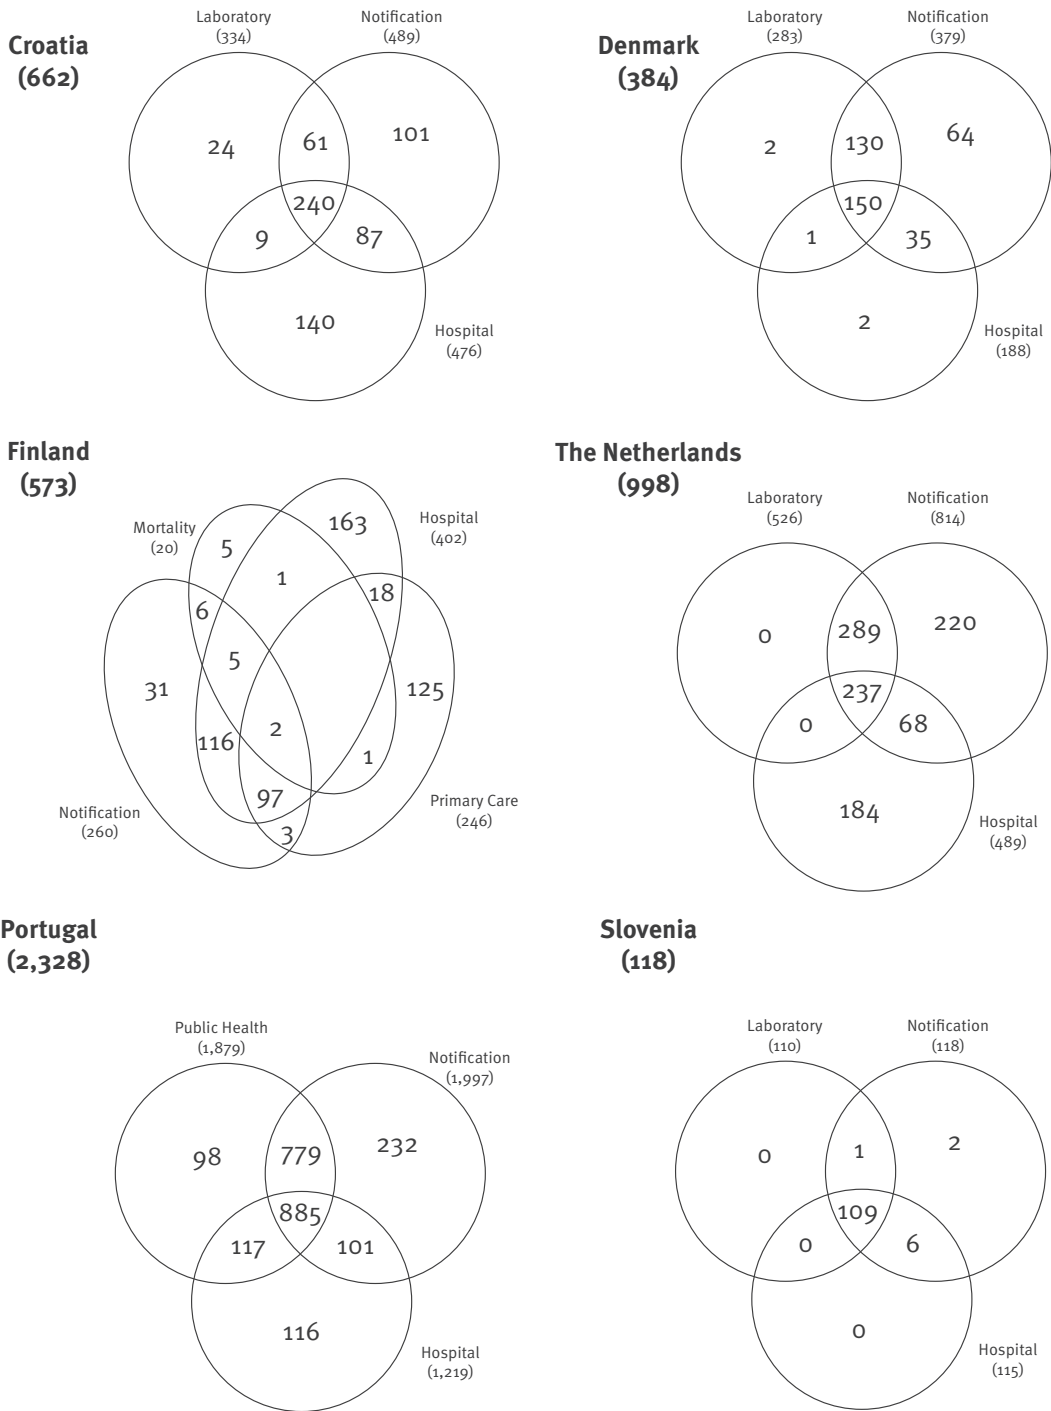 Croatia
(662)
Laboratory
(334)
Notification
(489)
24
61
101
240
9
87
140
Hospital
(476)
Denmark
(384)
Laboratory
(283)
Notification
(379)
2
130
64
150
1
35
2
Hospital
(188)
Finland
(573)
Mortality
(20)
Hospital
(402)
163
5
1
18
6
5
31
125
2
116
1
97
3
Notification
(260)
Primary Care
(246)
The Netherlands
(998)
Laboratory
(526)
Notification
(814)
0
289
220
237
0
68
184
Hospital
(489)
Portugal
(2,328)
Public Health
(1,879)
Notification
(1,997)
98
779
232
885
117
101
116
Hospital
(1,219)
Slovenia
(118)
Laboratory
(110)
Notification
(118)
0
1
2
109
0
6
0
Hospital
(115)